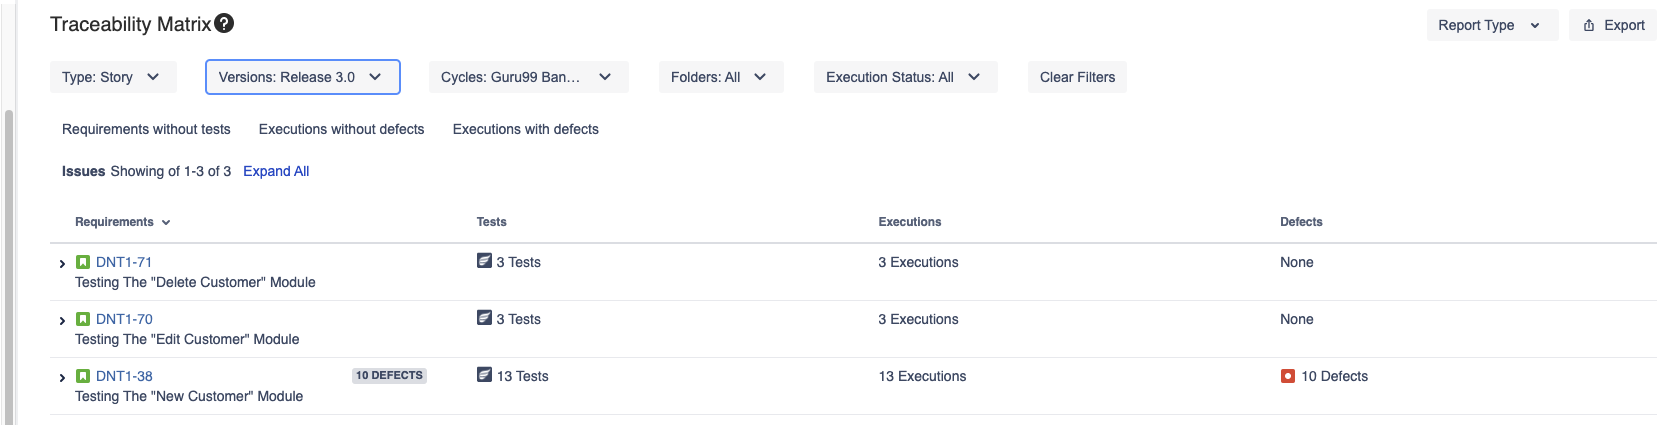 Traceability Matrix
Report Type
Export
Type: Story
Versions: Release 3.0
Cycles: Guru99 Ban...
Folders: All
Execution Status: All
Clear Filters
Requirements without tests
Executions without defects
Executions with defects
Issues Showing of 1-3 of 3 Expand All
Requirements Tests Executions Defects
DNT1-71 3 Tests 3 Executions None
Testing The "Delete Customer" Module
DNT1-70 3 Tests 3 Executions None
Testing The "Edit Customer" Module
DNT1-38 10 DEFECTS 13 Tests 13 Executions 10 Defects
Testing The "New Customer" Module